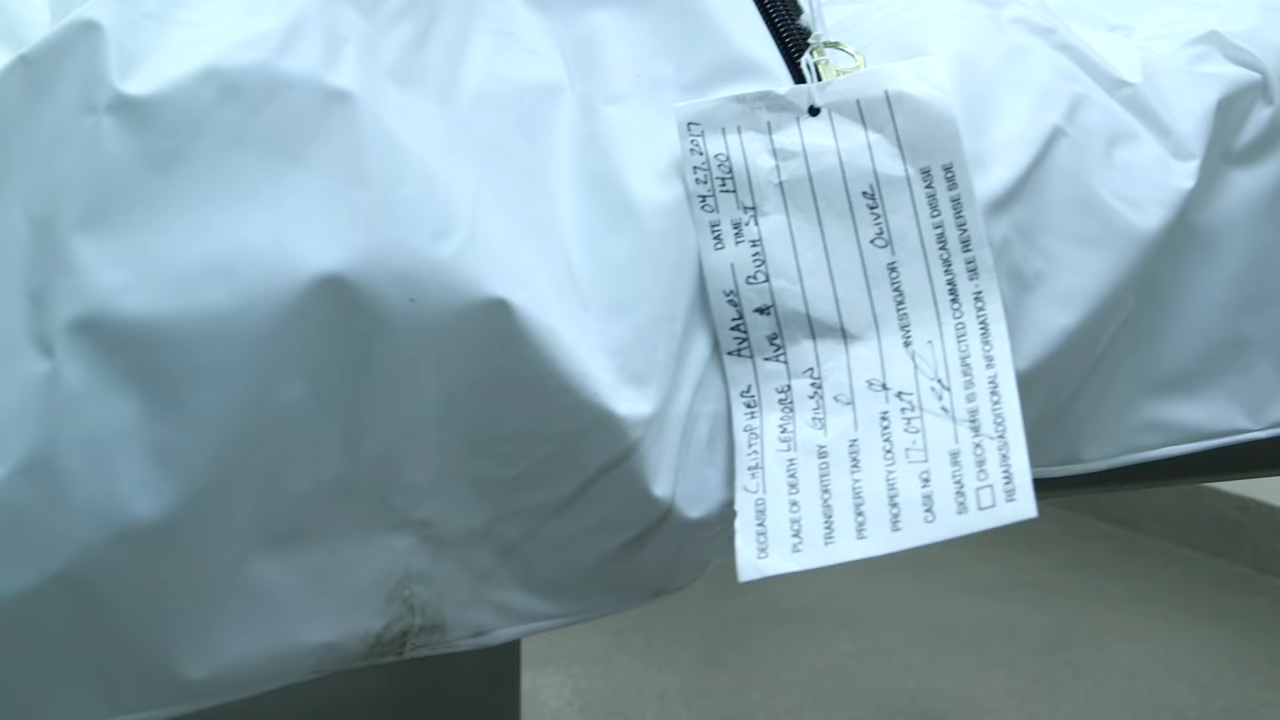 DECEASED CHRISTOPHER AVALOS DATE 04.27.2017
TIME 1400
PLACE OF DEATH LEMOORE AVE & BUSH ST
TRANSPORTED BY GILSON
PROPERTY TAKEN
PROPERTY LOCATION
CASE NO. 17-0427 INVESTIGATOR OLIVER
SIGNATURE
CHECK HERE IS SUSPECTED COMMUNICABLE DISEASE
REMARKS/ADDITIONAL INFORMATION - SEE REVERSE SIDE